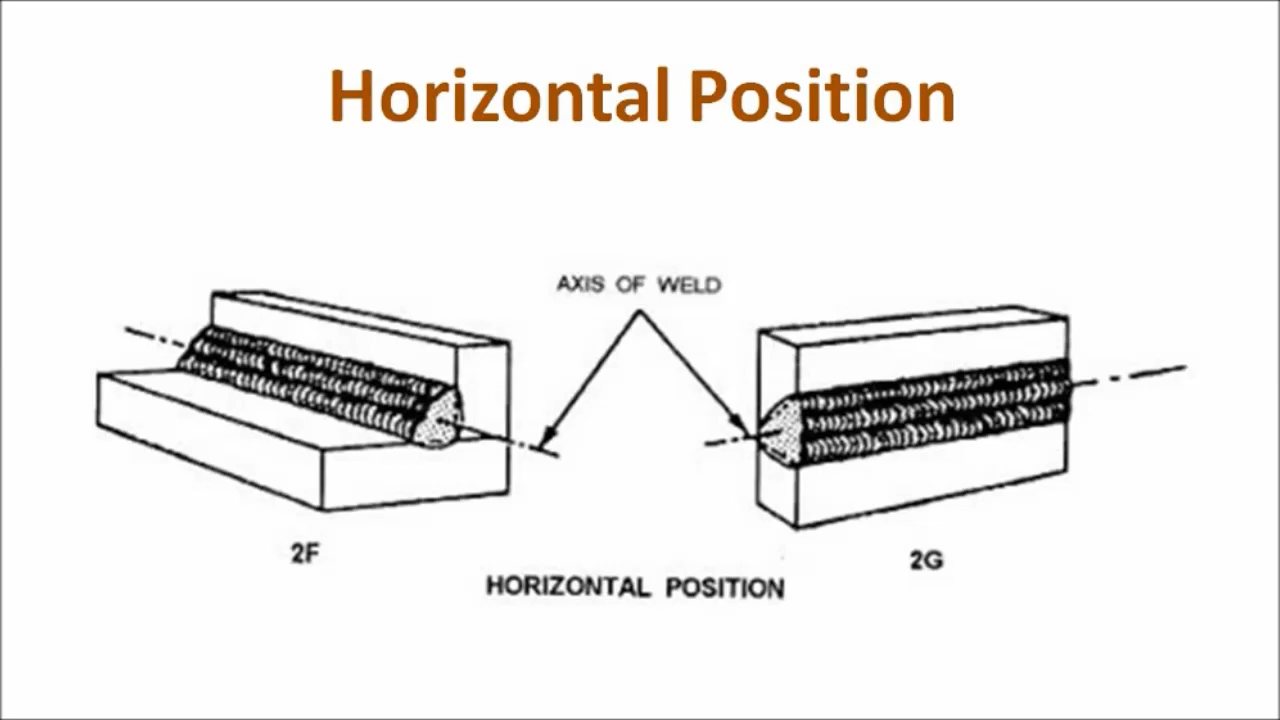 Horizontal Position
AXIS OF WELD
2F
2G
HORIZONTAL POSITION